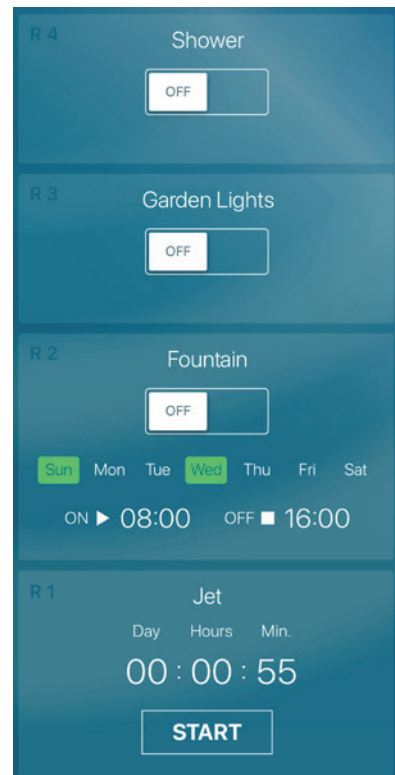 R 4
Shower
OFF
R 3
Garden Lights
OFF
R 2
Fountain
OFF
Sun Mon Tue Wed Thu Fri Sat
ON 08:00 OFF 16:00
R 1
Jet
Day Hours Min.
00 : 00 : 55
START